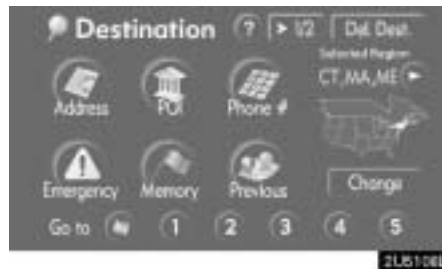 Destination ? > 1/2 Del. Dest.
Selected Region
CT,MA,ME
Address POI Phone #
Emergency Memory Previous
Change
Go to 1 2 3 4 5